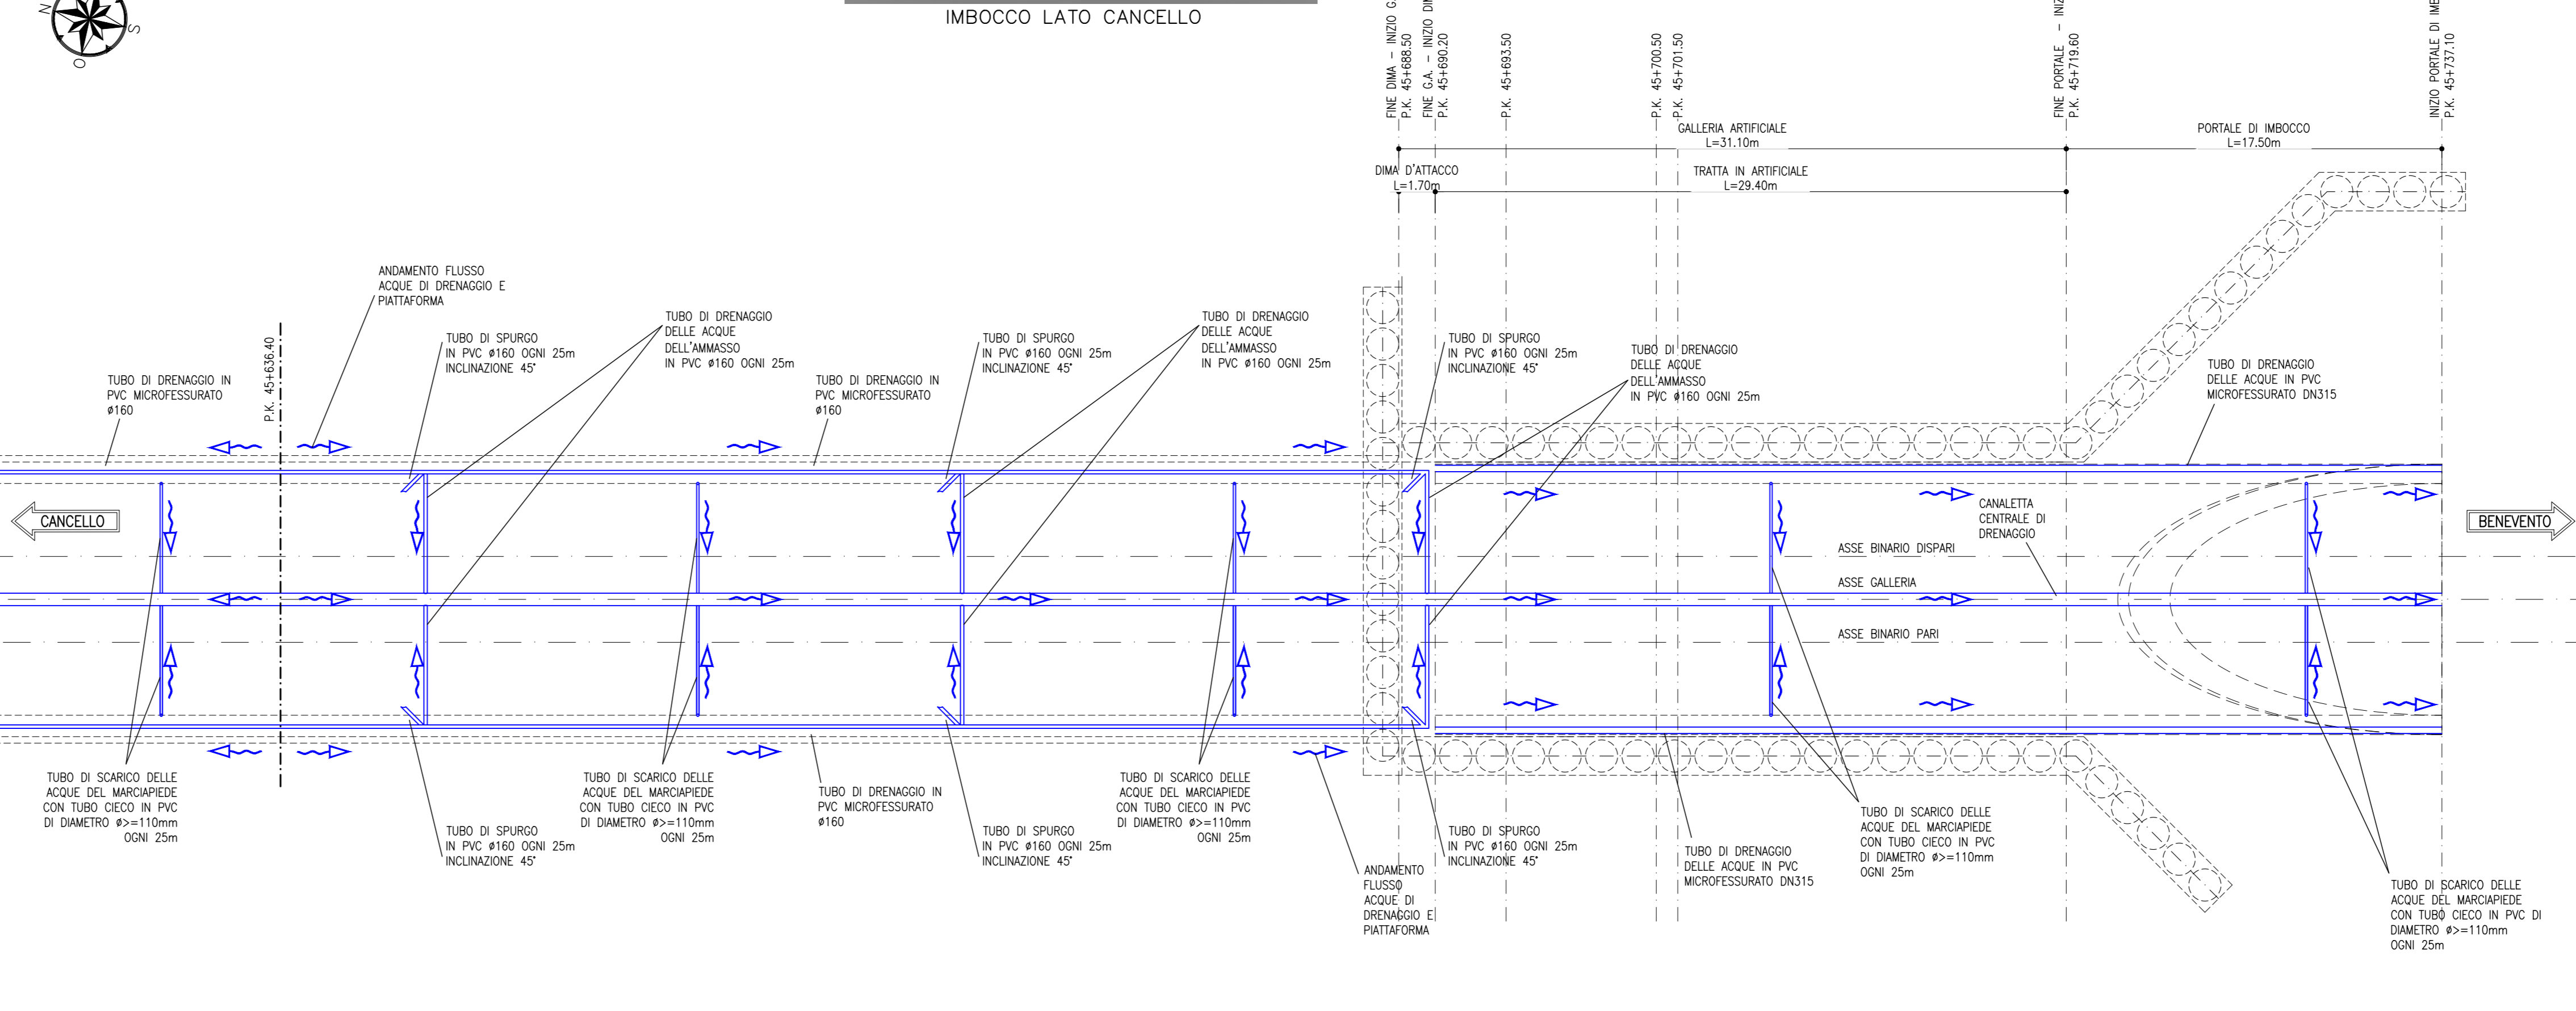 N
S
O
IMBOCCO LATO CANCELLO
FINE DIMA - INIZIO G.
P.K. 45+688.50
FINE G.A. - INIZIO
P.K. 45+690.20
P.K. 45+693.50
P.K. 45+700.50
P.K. 45+701.50
FINE PORTALE -
P.K. 45+719.60
INIZIO PORTALE DI
P.K. 45+737.10
GALLERIA ARTIFICIALE
L=31.10m
PORTALE DI IMBOCCO
L=17.50m
DIMA D'ATTACCO
L=1.70m
TRATTA IN ARTIFICIALE
L=29.40m
ANDAMENTO FLUSSO
ACQUE DI DRENAGGIO E
PIATTAFORMA
P.K. 45+636.40
TUBO DI DRENAGGIO IN
PVC MICROFESSURATO
ø160
TUBO DI SPURGO
IN PVC ø160 OGNI 25m
INCLINAZIONE 45°
TUBO DI DRENAGGIO
DELLE ACQUE
DELL'AMMASSO
IN PVC ø160 OGNI 25m
TUBO DI DRENAGGIO IN
PVC MICROFESSURATO
ø160
TUBO DI SPURGO
IN PVC ø160 OGNI 25m
INCLINAZIONE 45°
TUBO DI DRENAGGIO
DELLE ACQUE
DELL'AMMASSO
IN PVC ø160 OGNI 25m
TUBO DI SPURGO
IN PVC ø160 OGNI 25m
INCLINAZIONE 45°
TUBO DI DRENAGGIO
DELLE ACQUE
DELL'AMMASSO
IN PVC ø160 OGNI 25m
TUBO DI DRENAGGIO
DELLE ACQUE IN PVC
MICROFESSURATO DN315
CANCELLO
CANALETTA
CENTRALE DI
DRENAGGIO
BENEVENTO
ASSE BINARIO DISPARI
ASSE GALLERIA
ASSE BINARIO PARI
TUBO DI SCARICO DELLE
ACQUE DEL MARCIAPIEDE
CON TUBO CIECO IN PVC
DI DIAMETRO ø>=110mm
OGNI 25m
TUBO DI SPURGO
IN PVC ø160 OGNI 25m
INCLINAZIONE 45°
TUBO DI SCARICO DELLE
ACQUE DEL MARCIAPIEDE
CON TUBO CIECO IN PVC
DI DIAMETRO ø>=110mm
OGNI 25m
TUBO DI DRENAGGIO IN
PVC MICROFESSURATO
ø160
TUBO DI SPURGO
IN PVC ø160 OGNI 25m
INCLINAZIONE 45°
TUBO DI SCARICO DELLE
ACQUE DEL MARCIAPIEDE
CON TUBO CIECO IN PVC
DI DIAMETRO ø>=110mm
OGNI 25m
ANDAMENTO
FLUSSO
ACQUE DI
DRENAGGIO E
PIATTAFORMA
TUBO DI SPURGO
IN PVC ø160 OGNI 25m
INCLINAZIONE 45°
TUBO DI DRENAGGIO
DELLE ACQUE IN PVC
MICROFESSURATO DN315
TUBO DI SCARICO DELLE
ACQUE DEL MARCIAPIEDE
CON TUBO CIECO IN PVC
DI DIAMETRO ø>=110mm
OGNI 25m
TUBO DI SCARICO DELLE
ACQUE DEL MARCIAPIEDE
CON TUBO CIECO IN PVC DI
DIAMETRO ø>=110mm
OGNI 25m